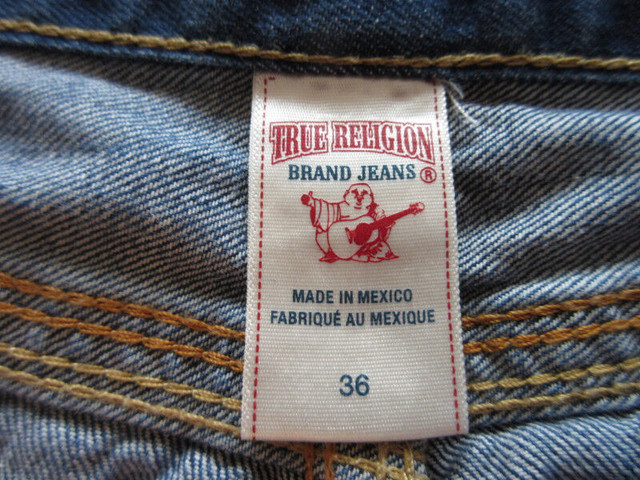 TRUE RELIGION
BRAND JEANS ®
MADE IN MEXICO
FABRIQUÉ AU MEXIQUE
36